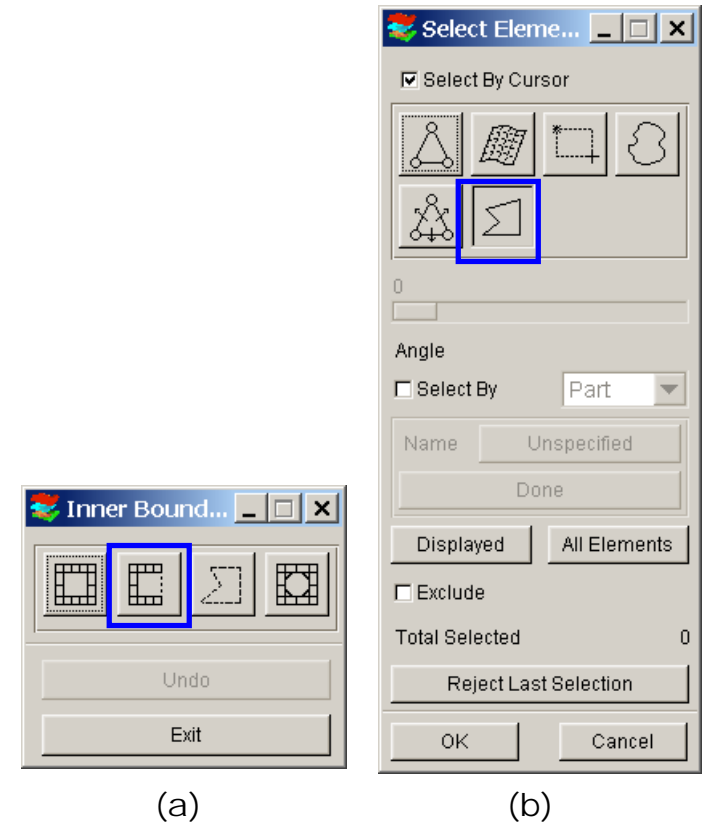 Select Eleme...
Select By Cursor
0
Angle
Select By Part
Name Unspecified
Done
Displayed All Elements
Exclude
Total Selected 0
Reject Last Selection
OK Cancel
Inner Bound...
Undo
Exit
(a) (b)